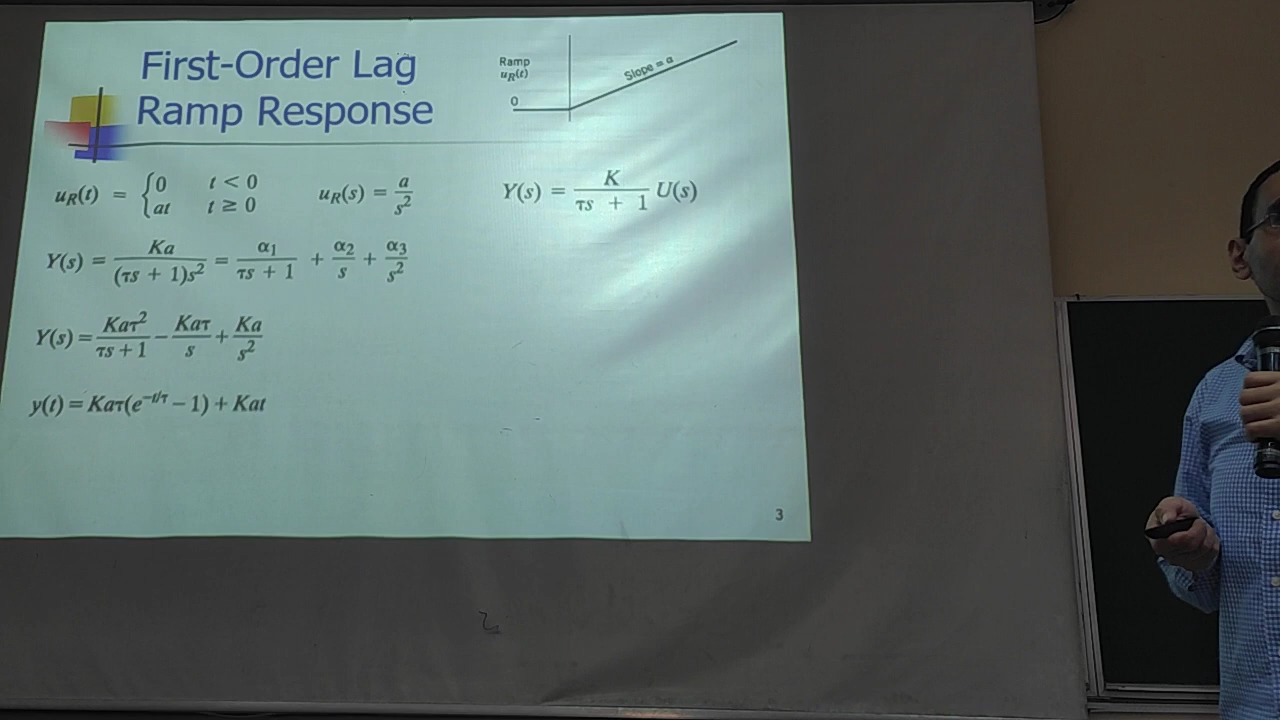 First-Order Lag
Ramp Response
Ramp
u_R(t)
0
Slope = a
u_R(t) = {0 t < 0
at t ≥ 0
u_R(s) = a/s²
Y(s) = K/(τs + 1) U(s)
Y(s) = Ka/((τs + 1)s²) = α₁/(τs + 1) + α₂/s + α₃/s²
Y(s) = Kaτ²/(τs + 1) − Kaτ/s + Ka/s²
y(t) = Kaτ(e^(−t/τ) − 1) + Kat
3